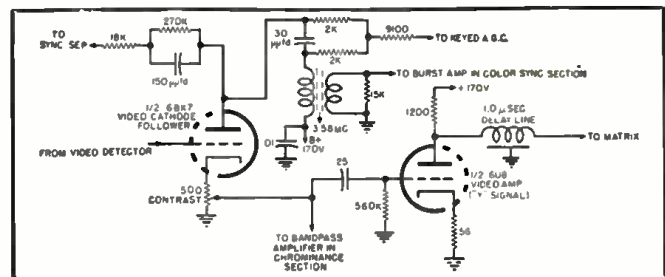 TO
SYNC SEP.
18K
270K
150µµfd
30
µµfd
2K
2K
9100
TO KEYED A.G.C.
TO BURST AMP IN COLOR SYNC SECTION
15K
3.58MC
.01
B+
170V
1/2 6BK7
VIDEO CATHODE
FOLLOWER
FROM VIDEO DETECTOR
500
CONTRAST
TO BANDPASS
AMPLIFIER IN
CHROMINANCE
SECTION
.25
560K
+170V
1200
1.0 µSEC
DELAY LINE
TO MATRIX
1/2 6U8
VIDEO AMP
("Y" SIGNAL)
56